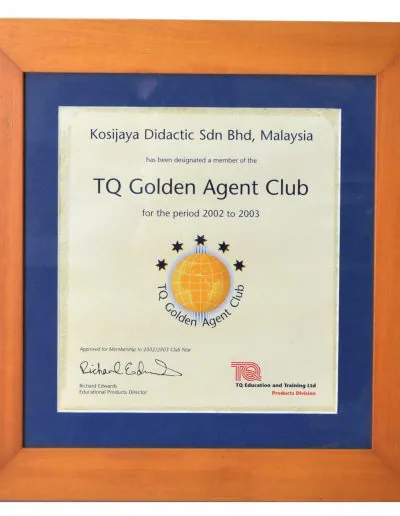 Kosijaya Didactic Sdn Bhd, Malaysia
has been designated a member of the
TQ Golden Agent Club
for the period 2002 to 2003
TQ Golden Agent Club
Approved for Membership to 2002/2003 Club Year
Richard Edwards
Richard Edwards
Educational Products Director
TQ
TQ Education and Training Ltd
Products Division